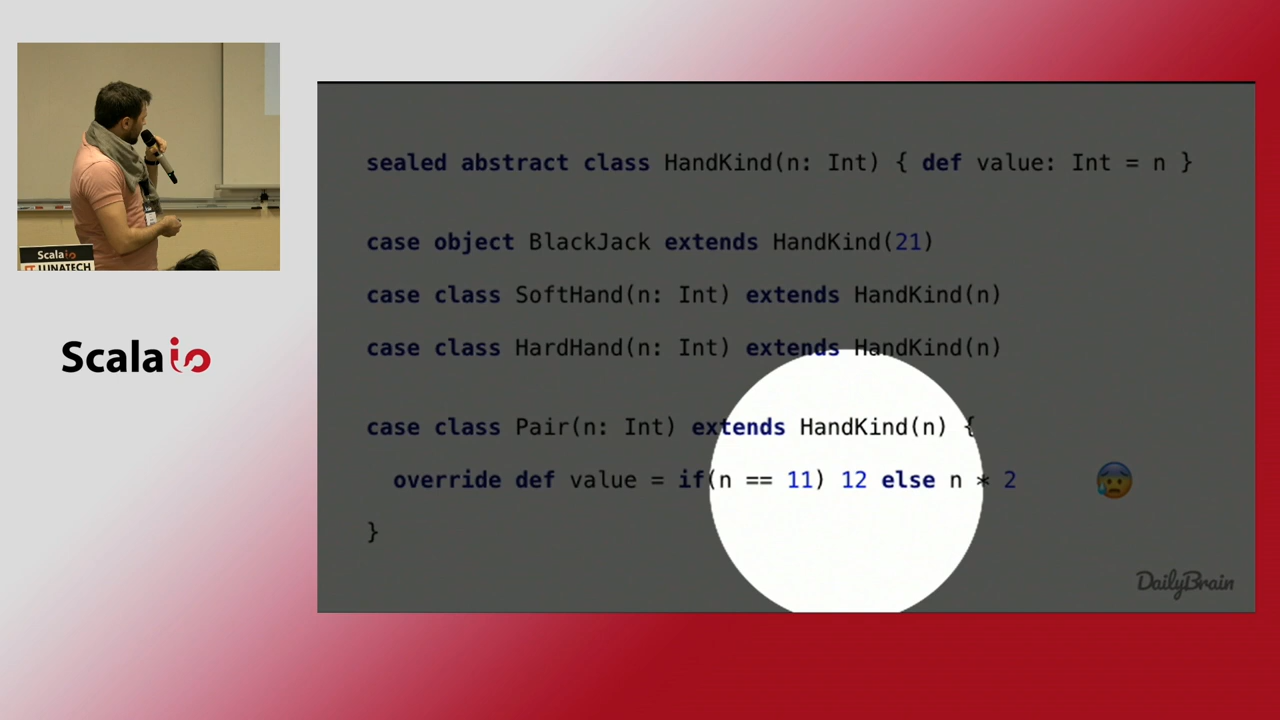 Scalaio
LUNATECH
Scalaio
sealed abstract class HandKind(n: Int) { def value: Int = n }
case object BlackJack extends HandKind(21)
case class SoftHand(n: Int) extends HandKind(n)
case class HardHand(n: Int) extends HandKind(n)
case class Pair(n: Int) extends HandKind(n) {
override def value = if(n == 11) 12 else n * 2
}
DailyBrain